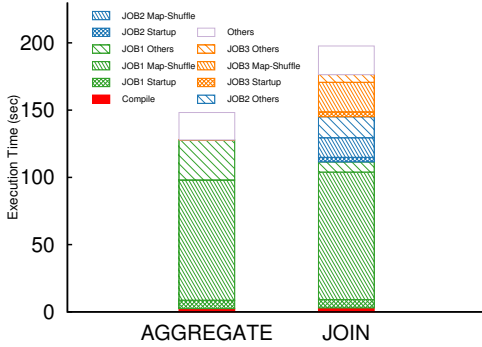 JOB2 Map-Shuffle
JOB2 Startup
Others
JOB1 Others
JOB3 Others
JOB1 Map-Shuffle
JOB3 Map-Shuffle
JOB1 Startup
JOB3 Startup
Compile
JOB2 Others
Execution Time (sec)
200
150
100
50
0
AGGREGATE
JOIN